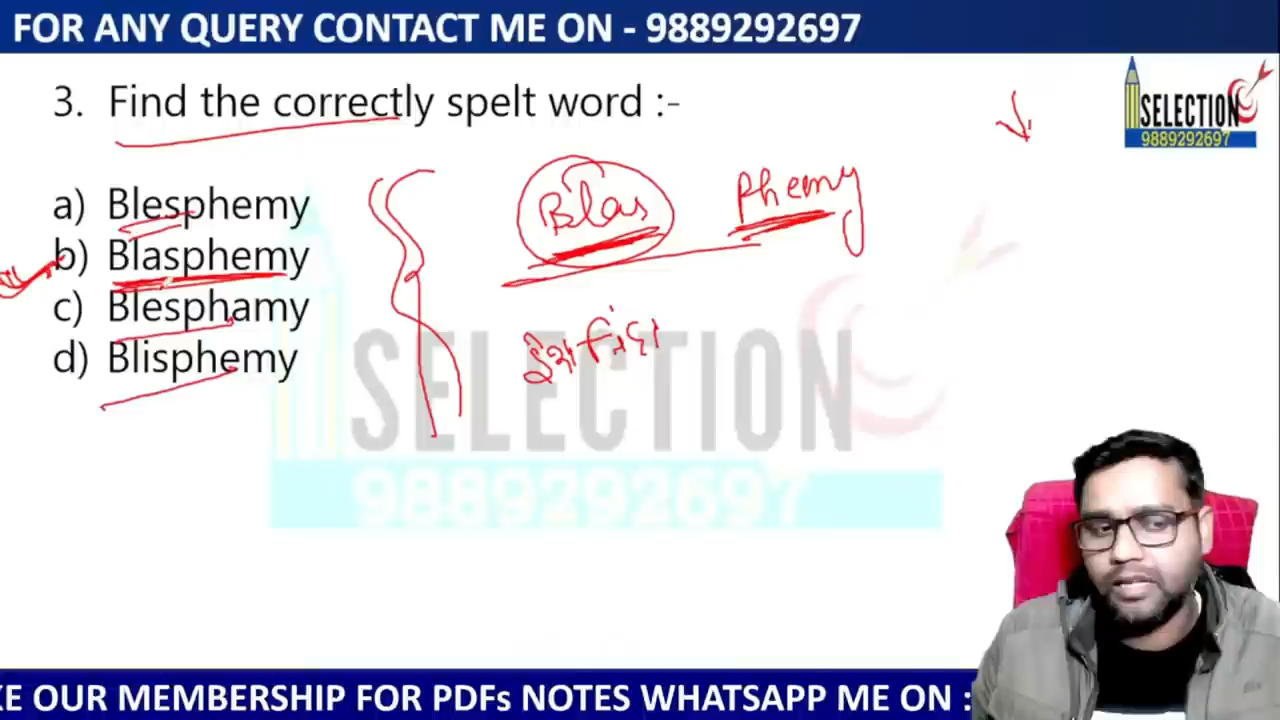 FOR ANY QUERY CONTACT ME ON - 9889292697
SELECTION
9889292697
3. Find the correctly spelt word :-
Blas Phemy
a) Blesphemy
b) Blasphemy
c) Blesphamy
d) Blisphemy
SELECTION
9889292697
KE OUR MEMBERSHIP FOR PDFs NOTES WHATSAPP ME ON :